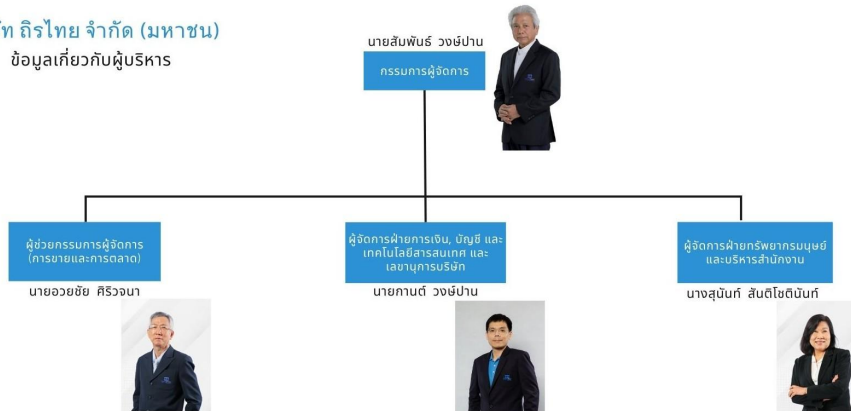 ถิรไทย จำกัด (มหาชน)
ข้อมูลเกี่ยวกับผู้บริหาร
นายสัมพันธ์ วงษ์ปาน
กรรมการผู้จัดการ
ผู้ช่วยกรรมการผู้จัดการ
(การขายและการตลาด)
นายอวยชัย ศิริวจนา
ผู้จัดการฝ่ายการเงิน, บัญชี และ
เทคโนโลยีสารสนเทศ และ
เลขานุการบริษัท
นายกานต์ วงษ์ปาน
ผู้จัดการฝ่ายทรัพยากรมนุษย์
และบริหารสำนักงาน
นางสุนันท์ สันติโชตินันท์